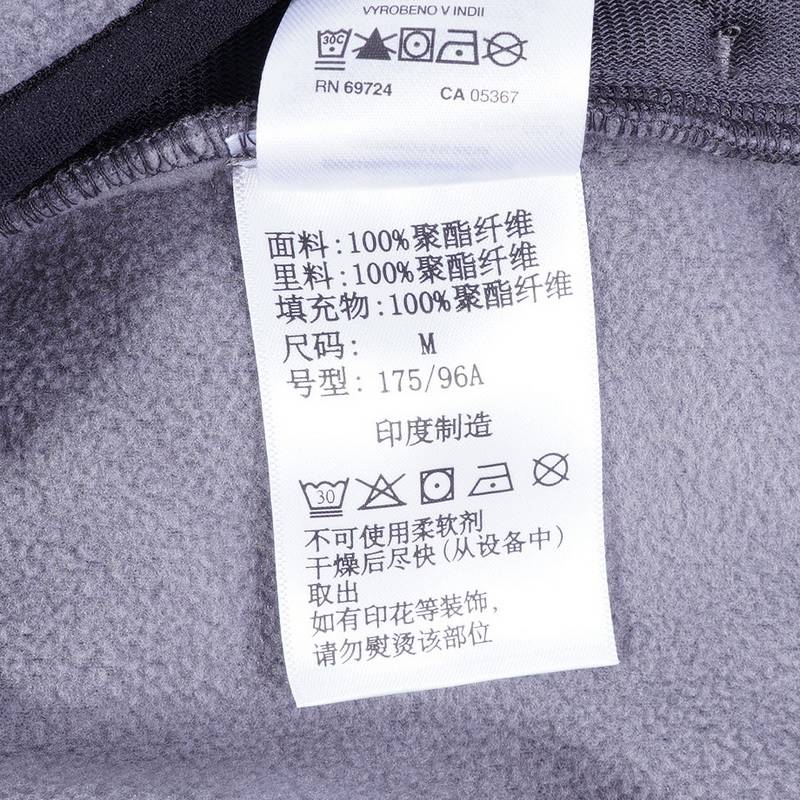 VYROBENO V INDII
30C
RN 69724 CA 05367
面料:100%聚酯纤维
里料:100%聚酯纤维
填充物:100%聚酯纤维
尺码: M
号型: 175/96A
印度制造
30
不可使用柔软剂
干燥后尽快(从设备中)
取出
如有印花等装饰,
请勿熨烫该部位